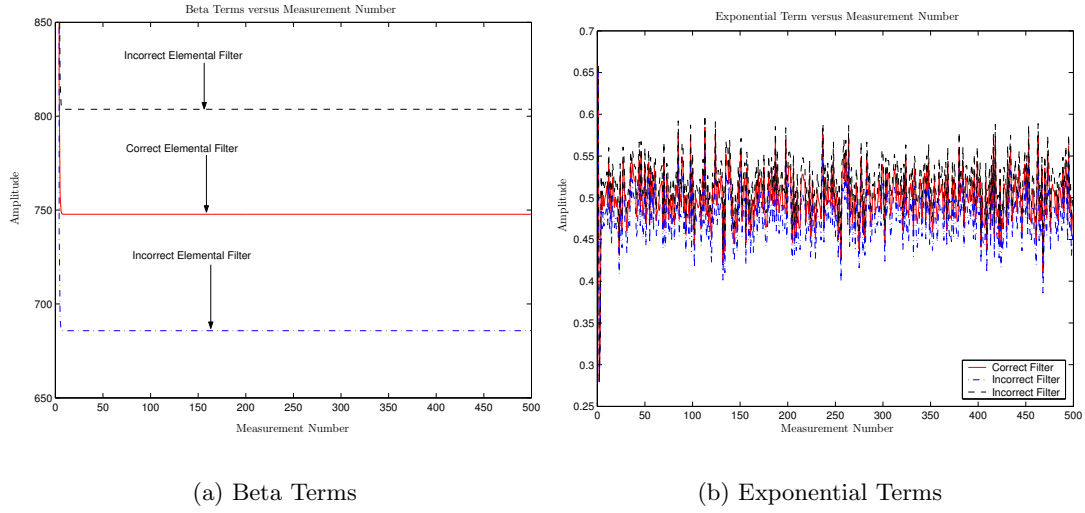 Beta Terms versus Measurement Number
850
800
750
700
650
Amplitude
Incorrect Elemental Filter
Correct Elemental Filter
Incorrect Elemental Filter
0 50 100 150 200 250 300 350 400 450 500
Measurement Number
(a) Beta Terms
Exponential Term versus Measurement Number
0.7
0.65
0.6
0.55
0.5
0.45
0.4
0.35
0.3
0.25
Amplitude
Correct Filter
Incorrect Filter
Incorrect Filter
0 50 100 150 200 250 300 350 400 450 500
Measurement Number
(b) Exponential Terms